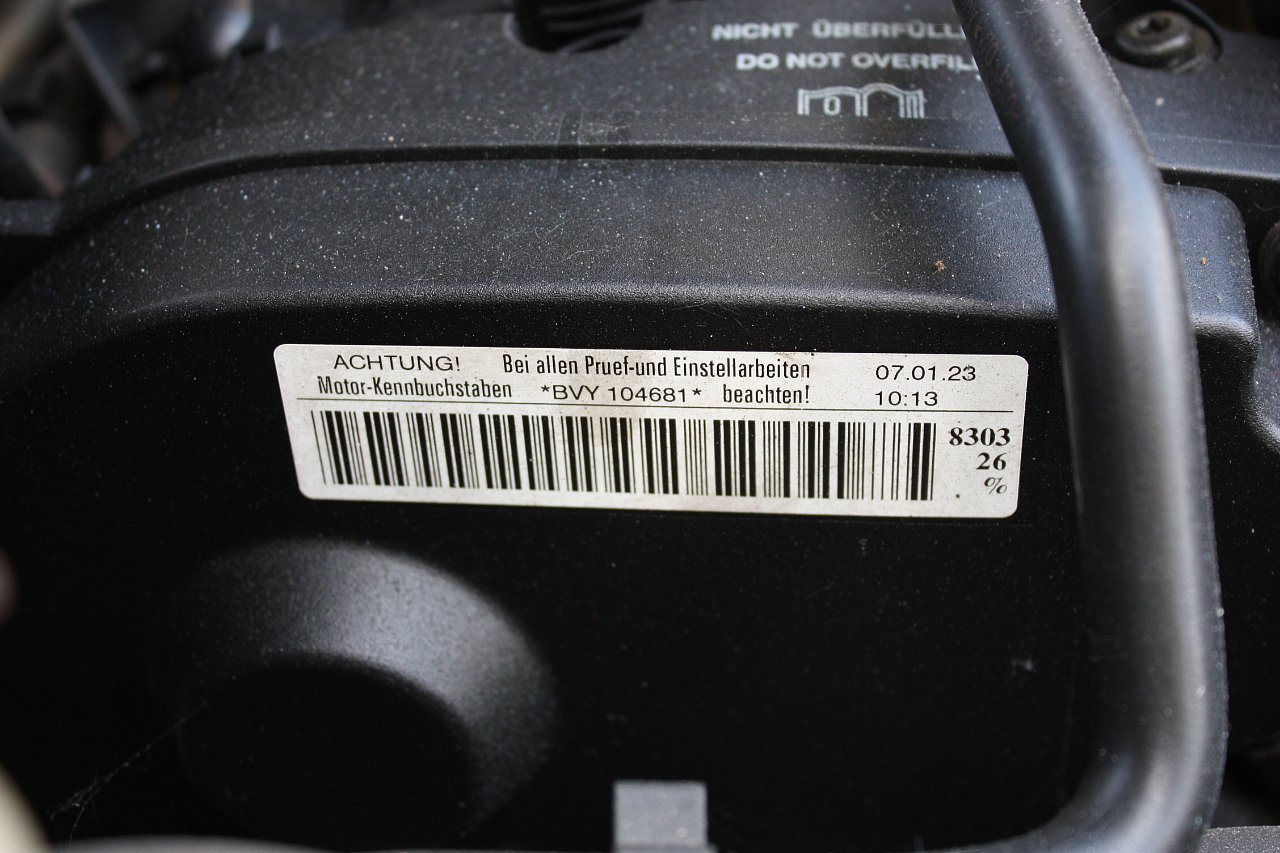 NICHT ÜBERFÜLL
DO NOT OVERFILL
ACHTUNG! Bei allen Pruef-und Einstellarbeiten 07.01.23
Motor-Kennbuchstaben *BVY 104681* beachten! 10:13
8303
26
. %